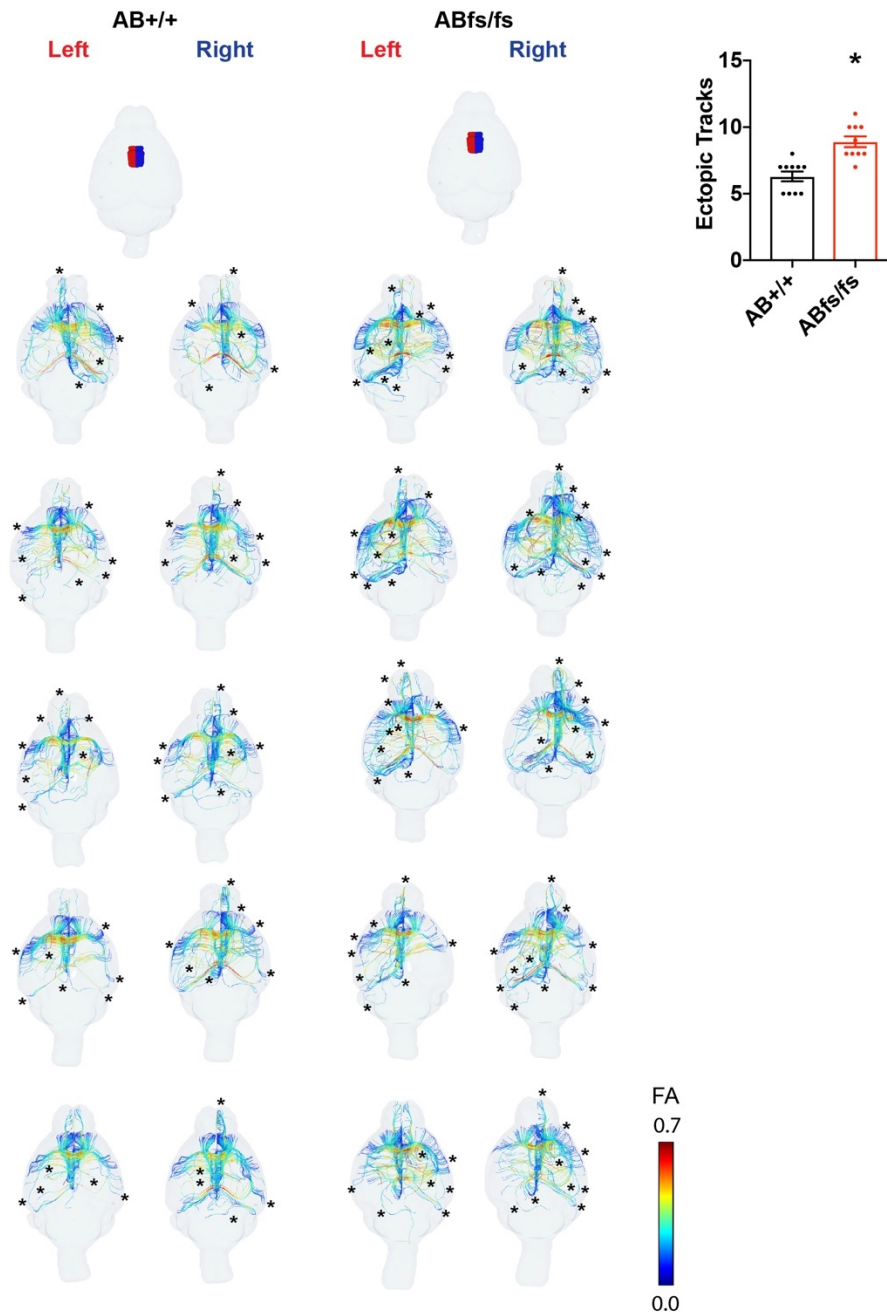 AB+/+ ABfs/fs
Left Right Left Right
*
15
10
5
0
Ectopic Tracks
AB+/+
ABfs/fs
FA
0.7
0.0